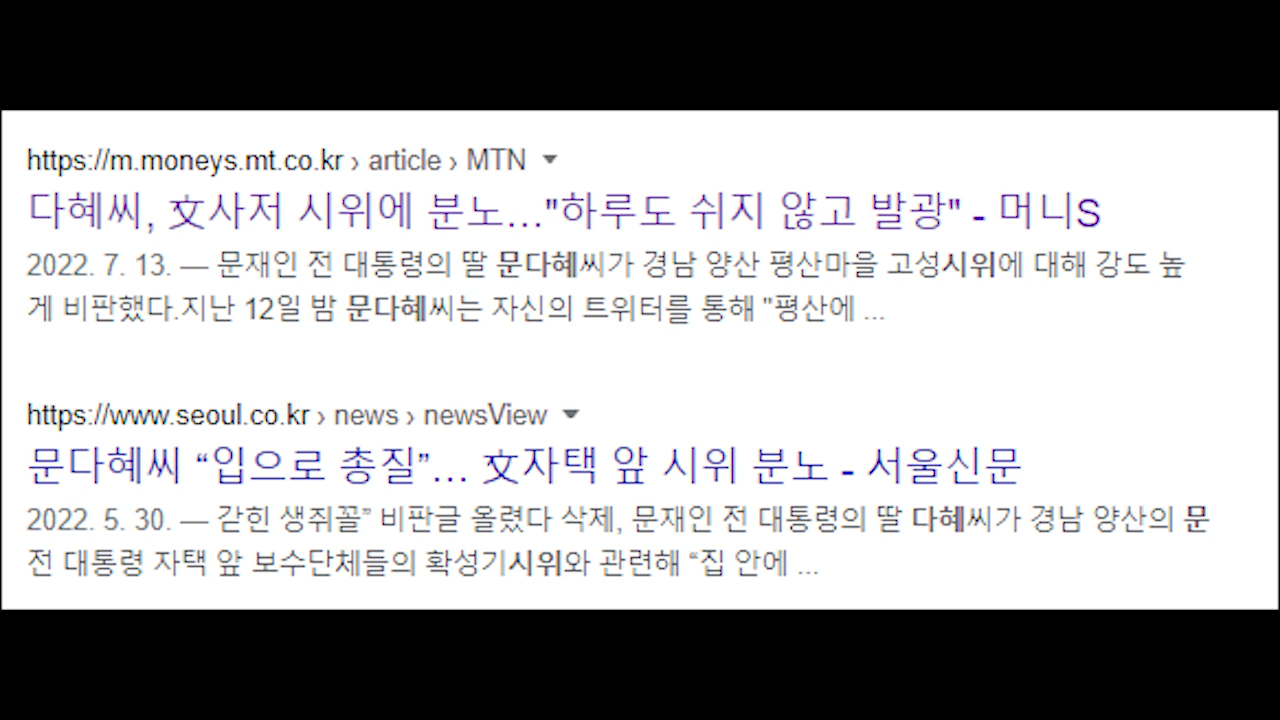 https://m.moneys.mt.co.kr › article › MTN
다혜씨, 文사저 시위에 분노..."하루도 쉬지 않고 발광" - 머니S
2022. 7. 13. — 문재인 전 대통령의 딸 문다혜씨가 경남 양산 평산마을 고성시위에 대해 강도 높
게 비판했다.지난 12일 밤 문다혜씨는 자신의 트위터를 통해 "평산에 ...
https://www.seoul.co.kr › news › newsView
문다혜씨 “입으로 총질”... 文자택 앞 시위 분노 - 서울신문
2022. 5. 30. — 갇힌 생쥐꼴” 비판글 올렸다 삭제, 문재인 전 대통령의 딸 다혜씨가 경남 양산의 문
전 대통령 자택 앞 보수단체들의 확성기시위와 관련해 “집 안에 ...